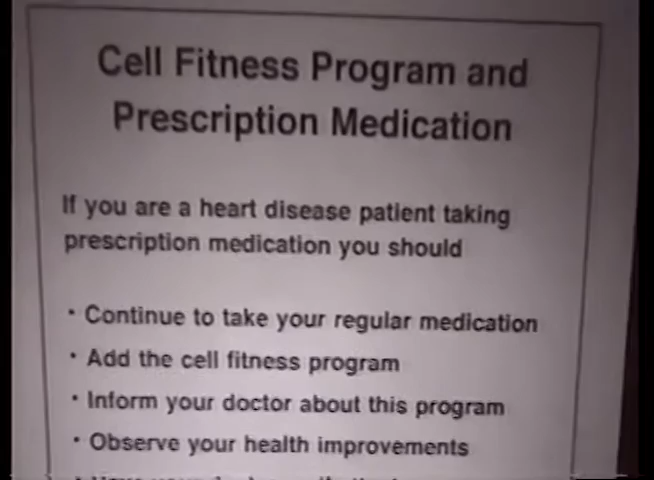 Cell Fitness Program and
Prescription Medication
If you are a heart disease patient taking
prescription medication you should
• Continue to take your regular medication
• Add the cell fitness program
• Inform your doctor about this program
• Observe your health improvements